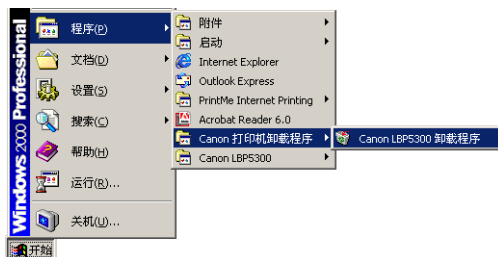 Windows 2000 Professional
程序(P)
文档(D)
设置(S)
搜索(C)
帮助(H)
运行(R)...
关机(U)...
开始
附件
启动
Internet Explorer
Outlook Express
PrintMe Internet Printing
Acrobat Reader 6.0
Canon 打印机卸载程序
Canon LBP5300
Canon LBP5300 卸载程序